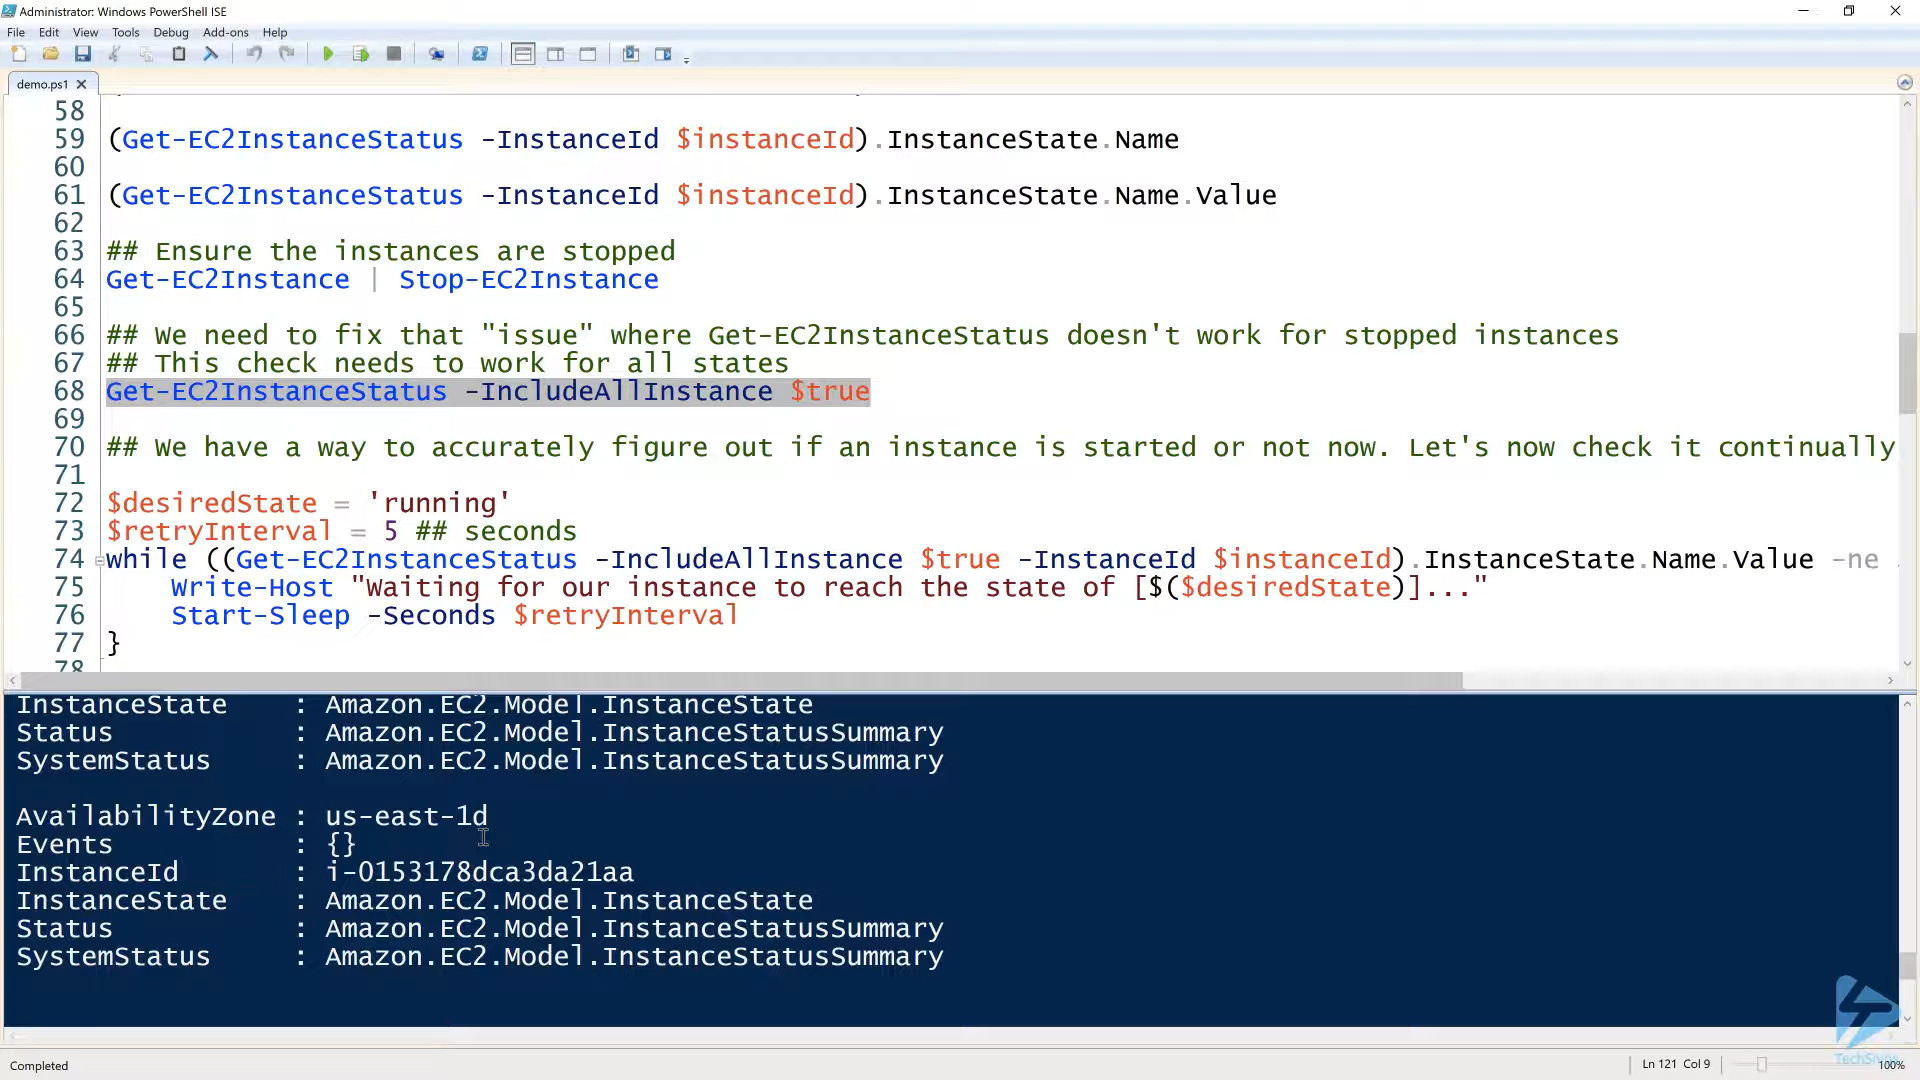 Administrator: Windows PowerShell ISE
File Edit View Tools Debug Add-ons Help
demo.ps1
58
59 (Get-EC2InstanceStatus -InstanceId $instanceId).InstanceState.Name
60
61 (Get-EC2InstanceStatus -InstanceId $instanceId).InstanceState.Name.Value
62
63 ## Ensure the instances are stopped
64 Get-EC2Instance | Stop-EC2Instance
65
66 ## We need to fix that "issue" where Get-EC2InstanceStatus doesn't work for stopped instances
67 ## This check needs to work for all states
68 Get-EC2InstanceStatus -IncludeAllInstance $true
69
70 ## We have a way to accurately figure out if an instance is started or not now. Let's now check it continually
71
72 $desiredState = 'running'
73 $retryInterval = 5 ## seconds
74 while ((Get-EC2InstanceStatus -IncludeAllInstance $true -InstanceId $instanceId).InstanceState.Name.Value -ne
75 Write-Host "Waiting for our instance to reach the state of [$($desiredState)]..."
76 Start-Sleep -Seconds $retryInterval
77 }
78
InstanceState : Amazon.EC2.Model.InstanceState
Status : Amazon.EC2.Model.InstanceStatusSummary
SystemStatus : Amazon.EC2.Model.InstanceStatusSummary
AvailabilityZone : us-east-1d
Events : {}
InstanceId : i-0153178dca3da21aa
InstanceState : Amazon.EC2.Model.InstanceState
Status : Amazon.EC2.Model.InstanceStatusSummary
SystemStatus : Amazon.EC2.Model.InstanceStatusSummary
Completed
Ln 121 Col 9
100%